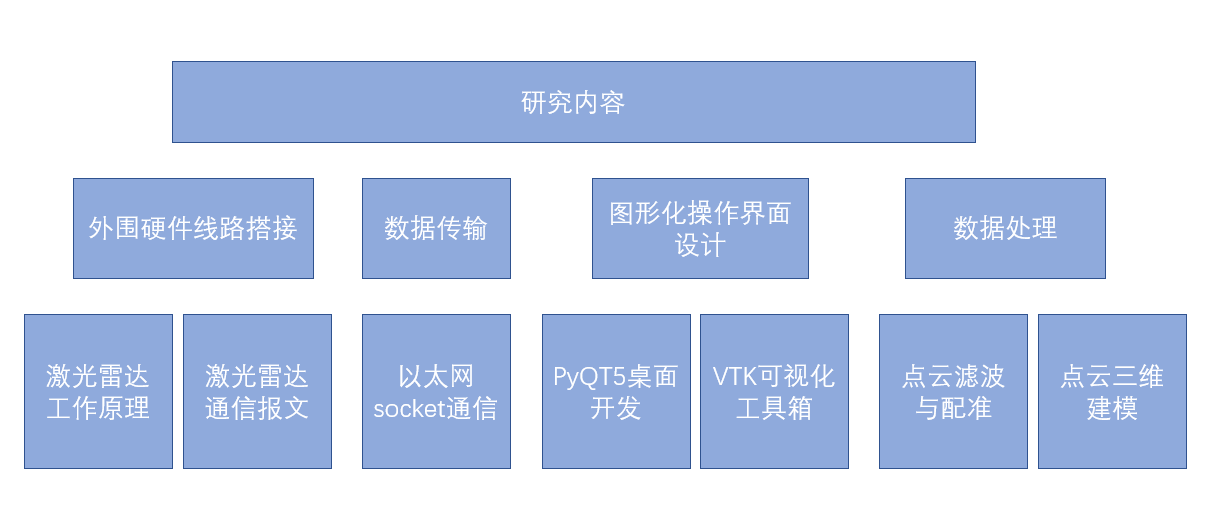 研究内容
外围硬件线路搭接
数据传输
图形化操作界面
设计
数据处理
激光雷达
工作原理
激光雷达
通信报文
以太网
socket通信
PyQT5桌面
开发
VTK可视化
工具箱
点云滤波
与配准
点云三维
建模